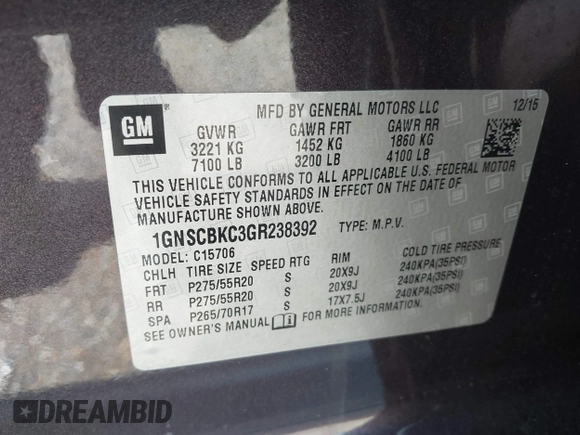 GM
MFD BY GENERAL MOTORS LLC 12/15
GVWR GAWR FRT GAWR RR
3221 KG 1452 KG 1860 KG
7100 LB 3200 LB 4100 LB
THIS VEHICLE CONFORMS TO ALL APPLICABLE U.S. FEDERAL MOTOR
VEHICLE SAFETY STANDARDS IN EFFECT ON THE DATE OF
MANUFACTURE SHOWN ABOVE.
1GNSCBKC3GR238392 TYPE: M.P.V.
MODEL: C15706
CHLH TIRE SIZE SPEED RTG RIM COLD TIRE PRESSURE
FRT P275/55R20 S 20X9J 240KPA(35PSI)
RR P275/55R20 S 20X9J 240KPA(35PSI)
SPA P265/70R17 S 17X7.5J 240KPA(35PSI)
SEE OWNER'S MANUAL FOR MORE INFORMATION.
DREAMBID